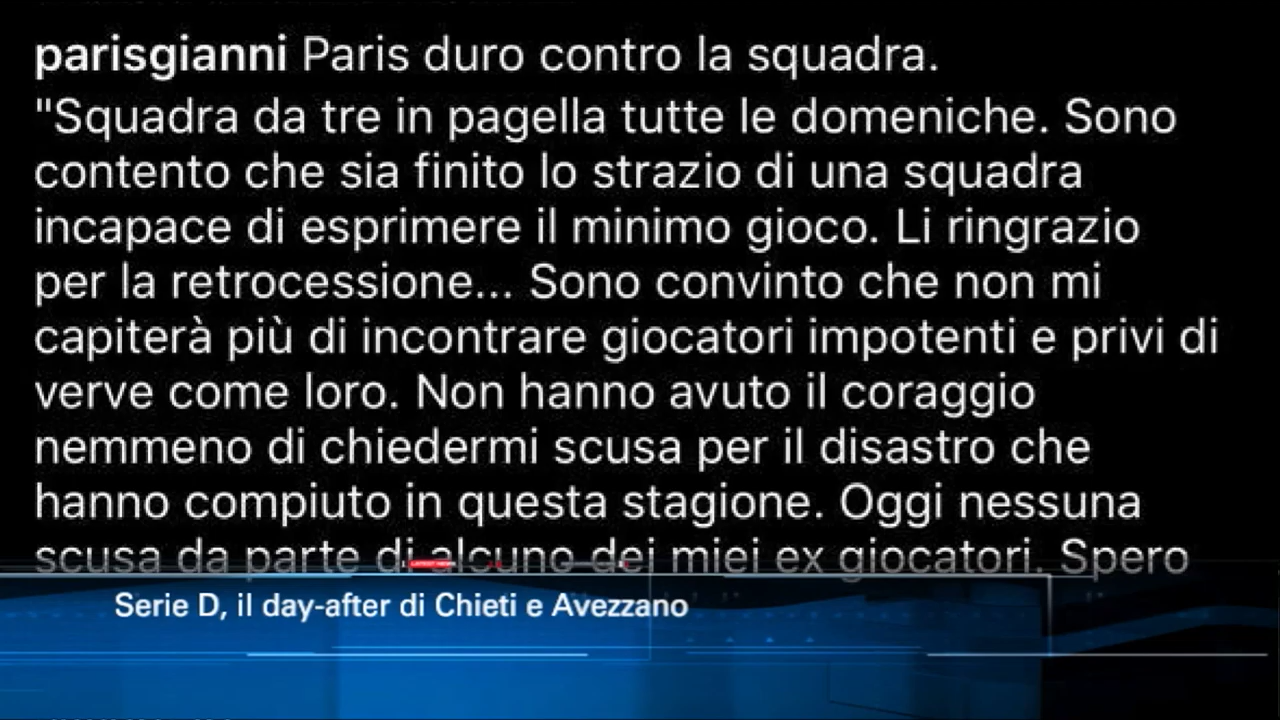 parisgianni Paris duro contro la squadra.
"Squadra da tre in pagella tutte le domeniche. Sono
contento che sia finito lo strazio di una squadra
incapace di esprimere il minimo gioco. Li ringrazio
per la retrocessione... Sono convinto che non mi
capiterà più di incontrare giocatori impotenti e privi di
verve come loro. Non hanno avuto il coraggio
nemmeno di chiedermi scusa per il disastro che
hanno compiuto in questa stagione. Oggi nessuna
scusa da parte di alcuno dei miei ex giocatori. Spero
LATEST NEWS
Serie D, il day-after di Chieti e Avezzano